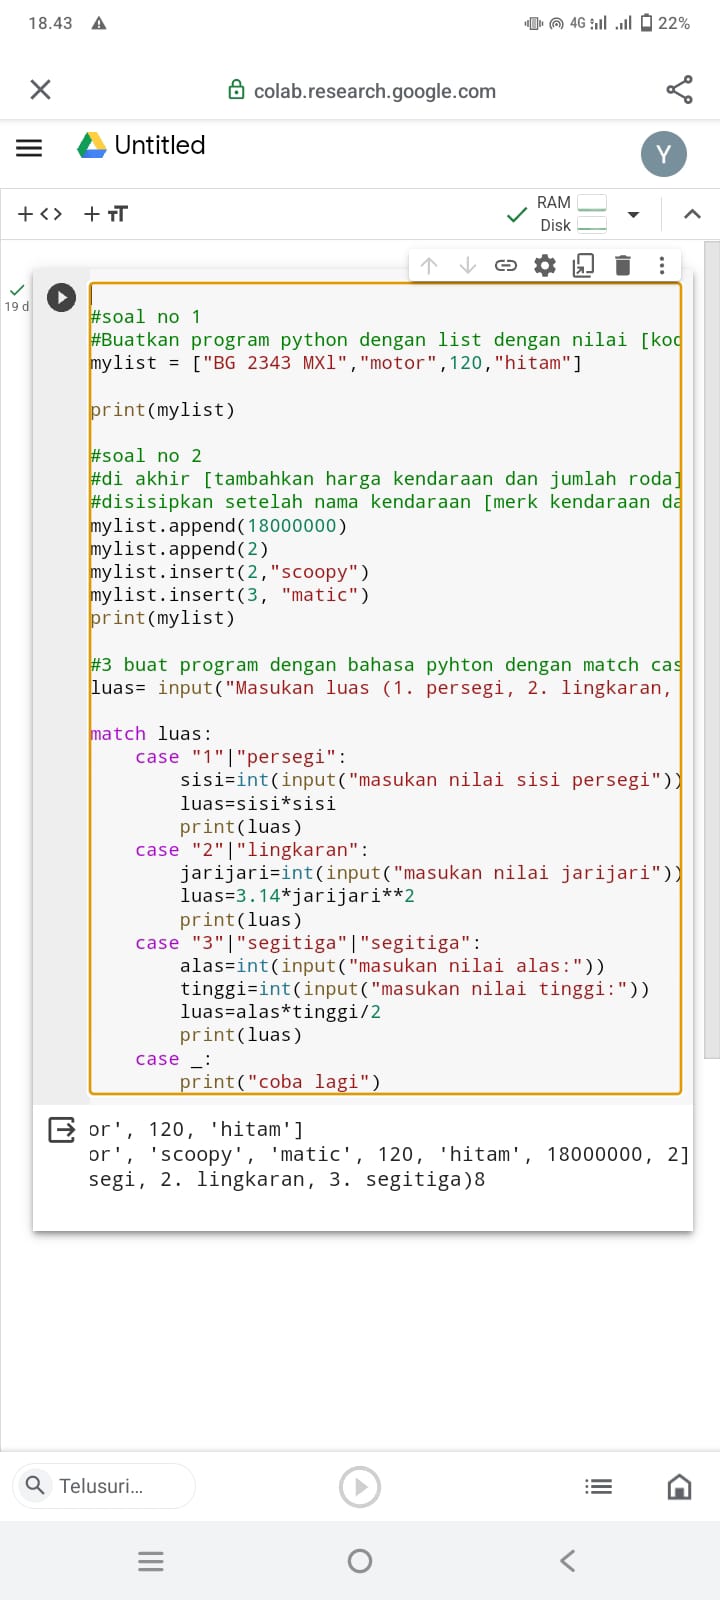 18.43
4G
22%
colab.research.google.com
Untitled
Y
RAM
Disk
19 d
#soal no 1
#Buatkan program python dengan list dengan nilai [kod
mylist = ["BG 2343 MXl","motor",120,"hitam"]
print(mylist)
#soal no 2
#di akhir [tambahkan harga kendaraan dan jumlah roda]
#disisipkan setelah nama kendaraan [merk kendaraan da
mylist.append(18000000)
mylist.append(2)
mylist.insert(2,"scoopy")
mylist.insert(3, "matic")
print(mylist)
#3 buat program dengan bahasa pyhton dengan match cas
luas= input("Masukan luas (1. persegi, 2. lingkaran,
match luas:
    case "1"|"persegi":
        sisi=int(input("masukan nilai sisi persegi"))
        luas=sisi*sisi
        print(luas)
    case "2"|"lingkaran":
        jarijari=int(input("masukan nilai jarijari"))
        luas=3.14*jarijari**2
        print(luas)
    case "3"|"segitiga"|"segitiga":
        alas=int(input("masukan nilai alas:"))
        tinggi=int(input("masukan nilai tinggi:"))
        luas=alas*tinggi/2
        print(luas)
    case _:
        print("coba lagi")
or', 120, 'hitam']
or', 'scoopy', 'matic', 120, 'hitam', 18000000, 2]
segi, 2. lingkaran, 3. segitiga)8
Telusuri...